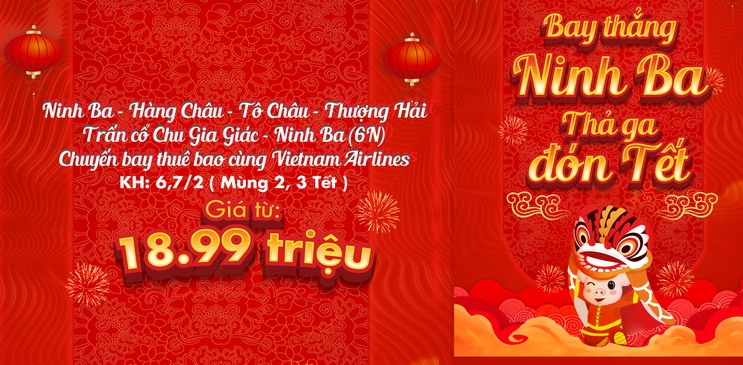 Ninh Ba - Hàng Châu - Tô Châu - Thượng Hải
Trấn cổ Chu Gia Giác - Ninh Ba (6N)
Chuyến bay thuê bao cùng Vietnam Airlines
KH: 6,7/2 ( Mùng 2, 3 Tết )
Giá từ:
18.99 triệu
Bay thẳng
Ninh Ba
Thả ga
đón Tết